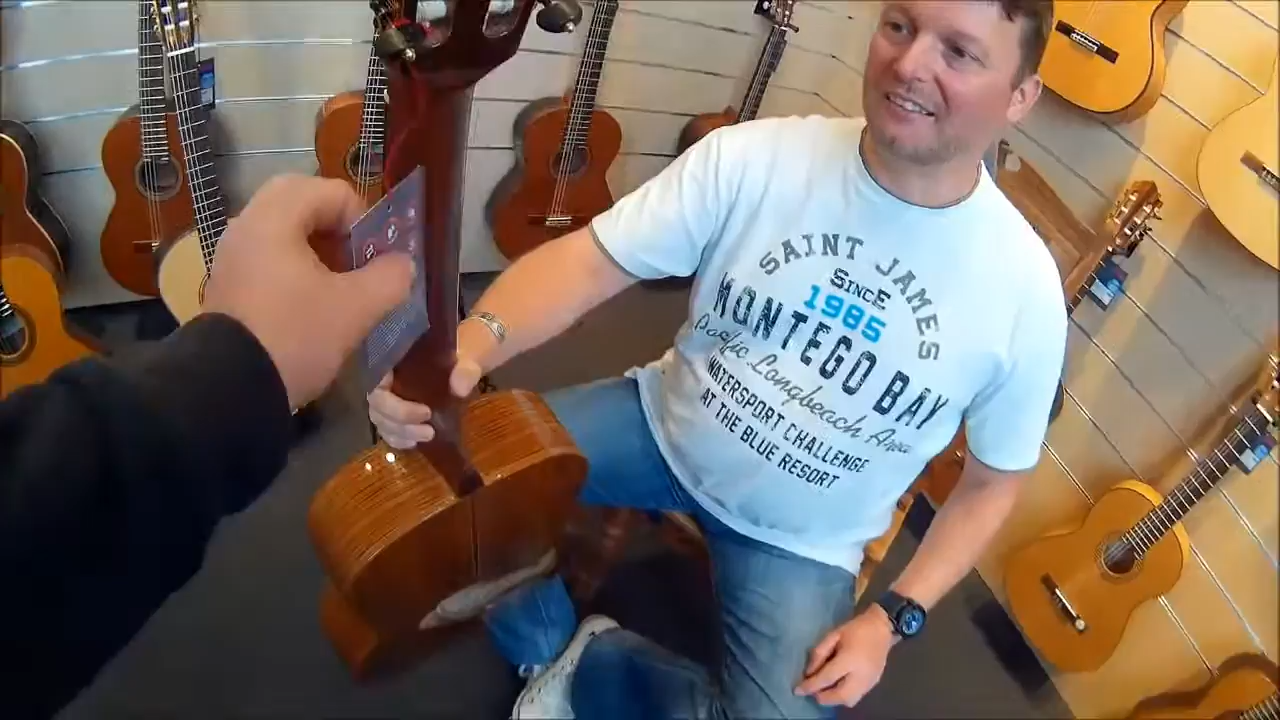 SAINT JAMES
SINCE
1985
MONTEGO BAY
Pacific Longbeach Area
WATERSPORT CHALLENGE
AT THE BLUE RESORT